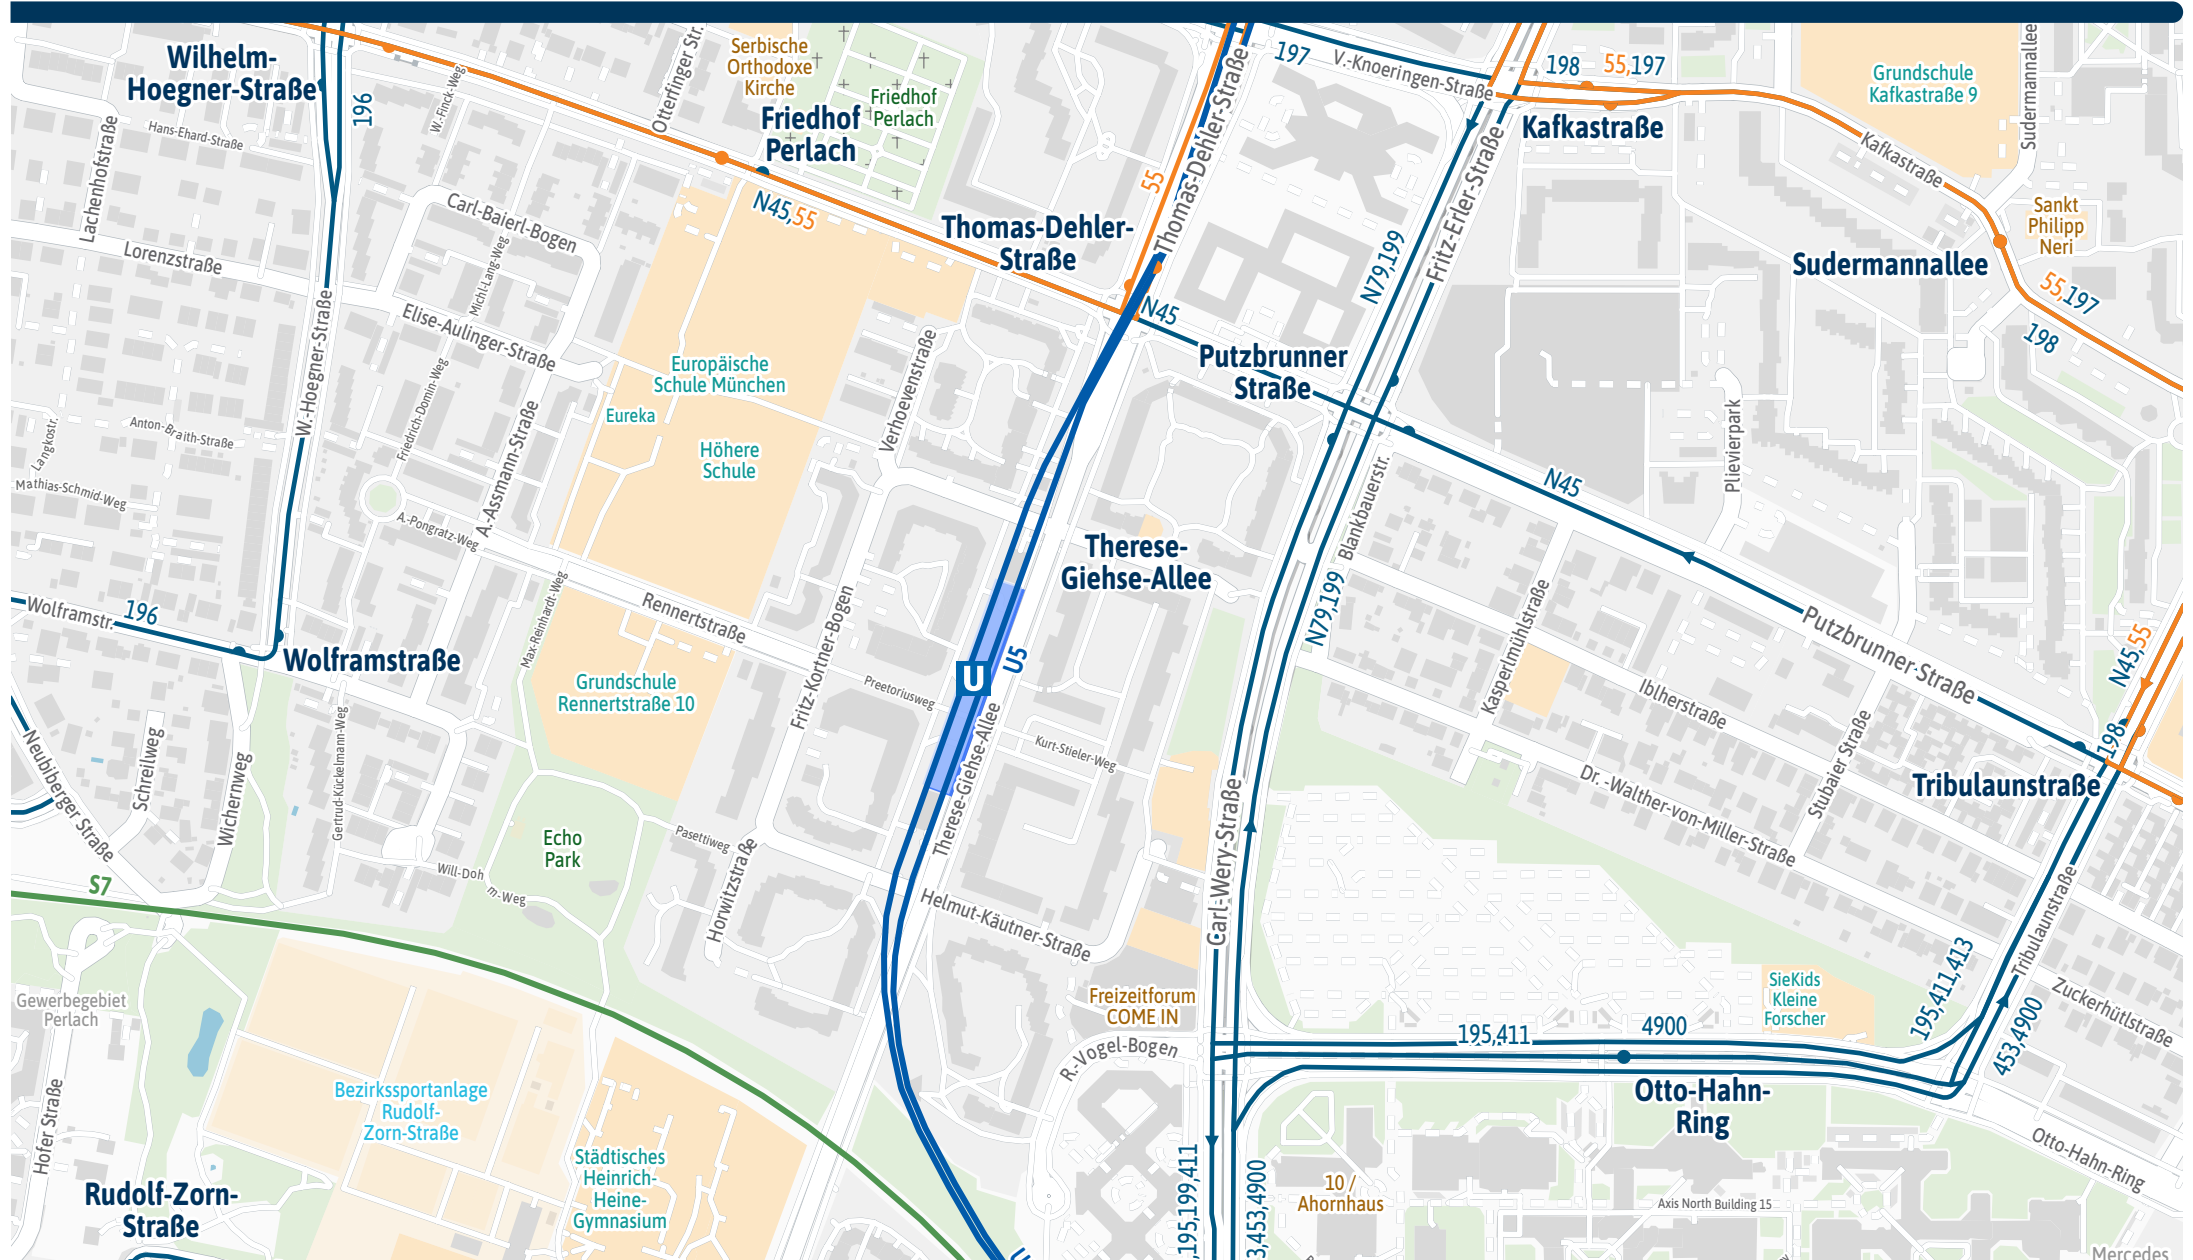 Wilhelm-
Hoegner-Straße
196
W.-Finck-Weg
Otterfinger Str.
Serbische
Orthodoxe
Kirche
Friedhof
Perlach
Friedhof
Perlach
197
V.-Knoeringen-Straße
198
55,197
Kafkastraße
Grundschule
Kafkastraße 9
Sudermannallee
Kafkastraße
Sankt
Philipp
Neri
Sudermannallee
55,197
198
Hans-Ehard-Straße
Lachenhofstraße
Lorenzstraße
Carl-Baierl-Bogen
Michl-Lang-Weg
Elise-Aulinger-Straße
N45,55
Thomas-Dehler-
Straße
55
Thomas-Dehler-Straße
N45
N79,199
Fritz-Erler-Straße
Putzbrunner
Straße
W.-Hoegner-Straße
Friedrich-Domin-Weg
Anton-Braith-Straße
Langkostr.
Mathias-Schmid-Weg
A.-Pongratz-Weg
A.-Assmann-Straße
Europäische
Schule München
Eureka
Höhere
Schule
Verhoevenstraße
Therese-
Giehse-Allee
Blankbauerstr.
N45
Plievierpark
Wolframstr.
196
Wolframstraße
Max-Reinhardt-Weg
Rennertstraße
Grundschule
Rennertstraße 10
Fritz-Kortner-Bogen
Preetoriusweg
U
U5
Therese-Giehse-Allee
Kurt-Stieler-Weg
N79,199
Kasperlmühlstraße
Iblherstraße
Putzbrunner-Straße
N45,55
198
Tribulaunstraße
Stubaier Straße
Dr.-Walther-von-Miller-Straße
Neubiberger Straße
Schreilweg
Wichernweg
Gertrud-Kückelmann-Weg
Echo
Park
Will-Doh
m-Weg
Pasettiweg
Horwitzstraße
Helmut-Käutner-Straße
Carl-Wery-Straße
S7
Gewerbegebiet
Perlach
Freizeitforum
COME IN
R.-Vogel-Bogen
195,411
4900
SieKids
Kleine
Forscher
195,411,413
453,4900
Tribulaunstraße
Zuckerhütlstraße
Otto-Hahn-
Ring
Otto-Hahn-Ring
Hofer Straße
Bezirkssportanlage
Rudolf-
Zorn-Straße
Städtisches
Heinrich-
Heine-
Gymnasium
Rudolf-Zorn-
Straße
,195,199,411
3,453,4900
10 /
Ahornhaus
Axis North Building 15
Mercedes